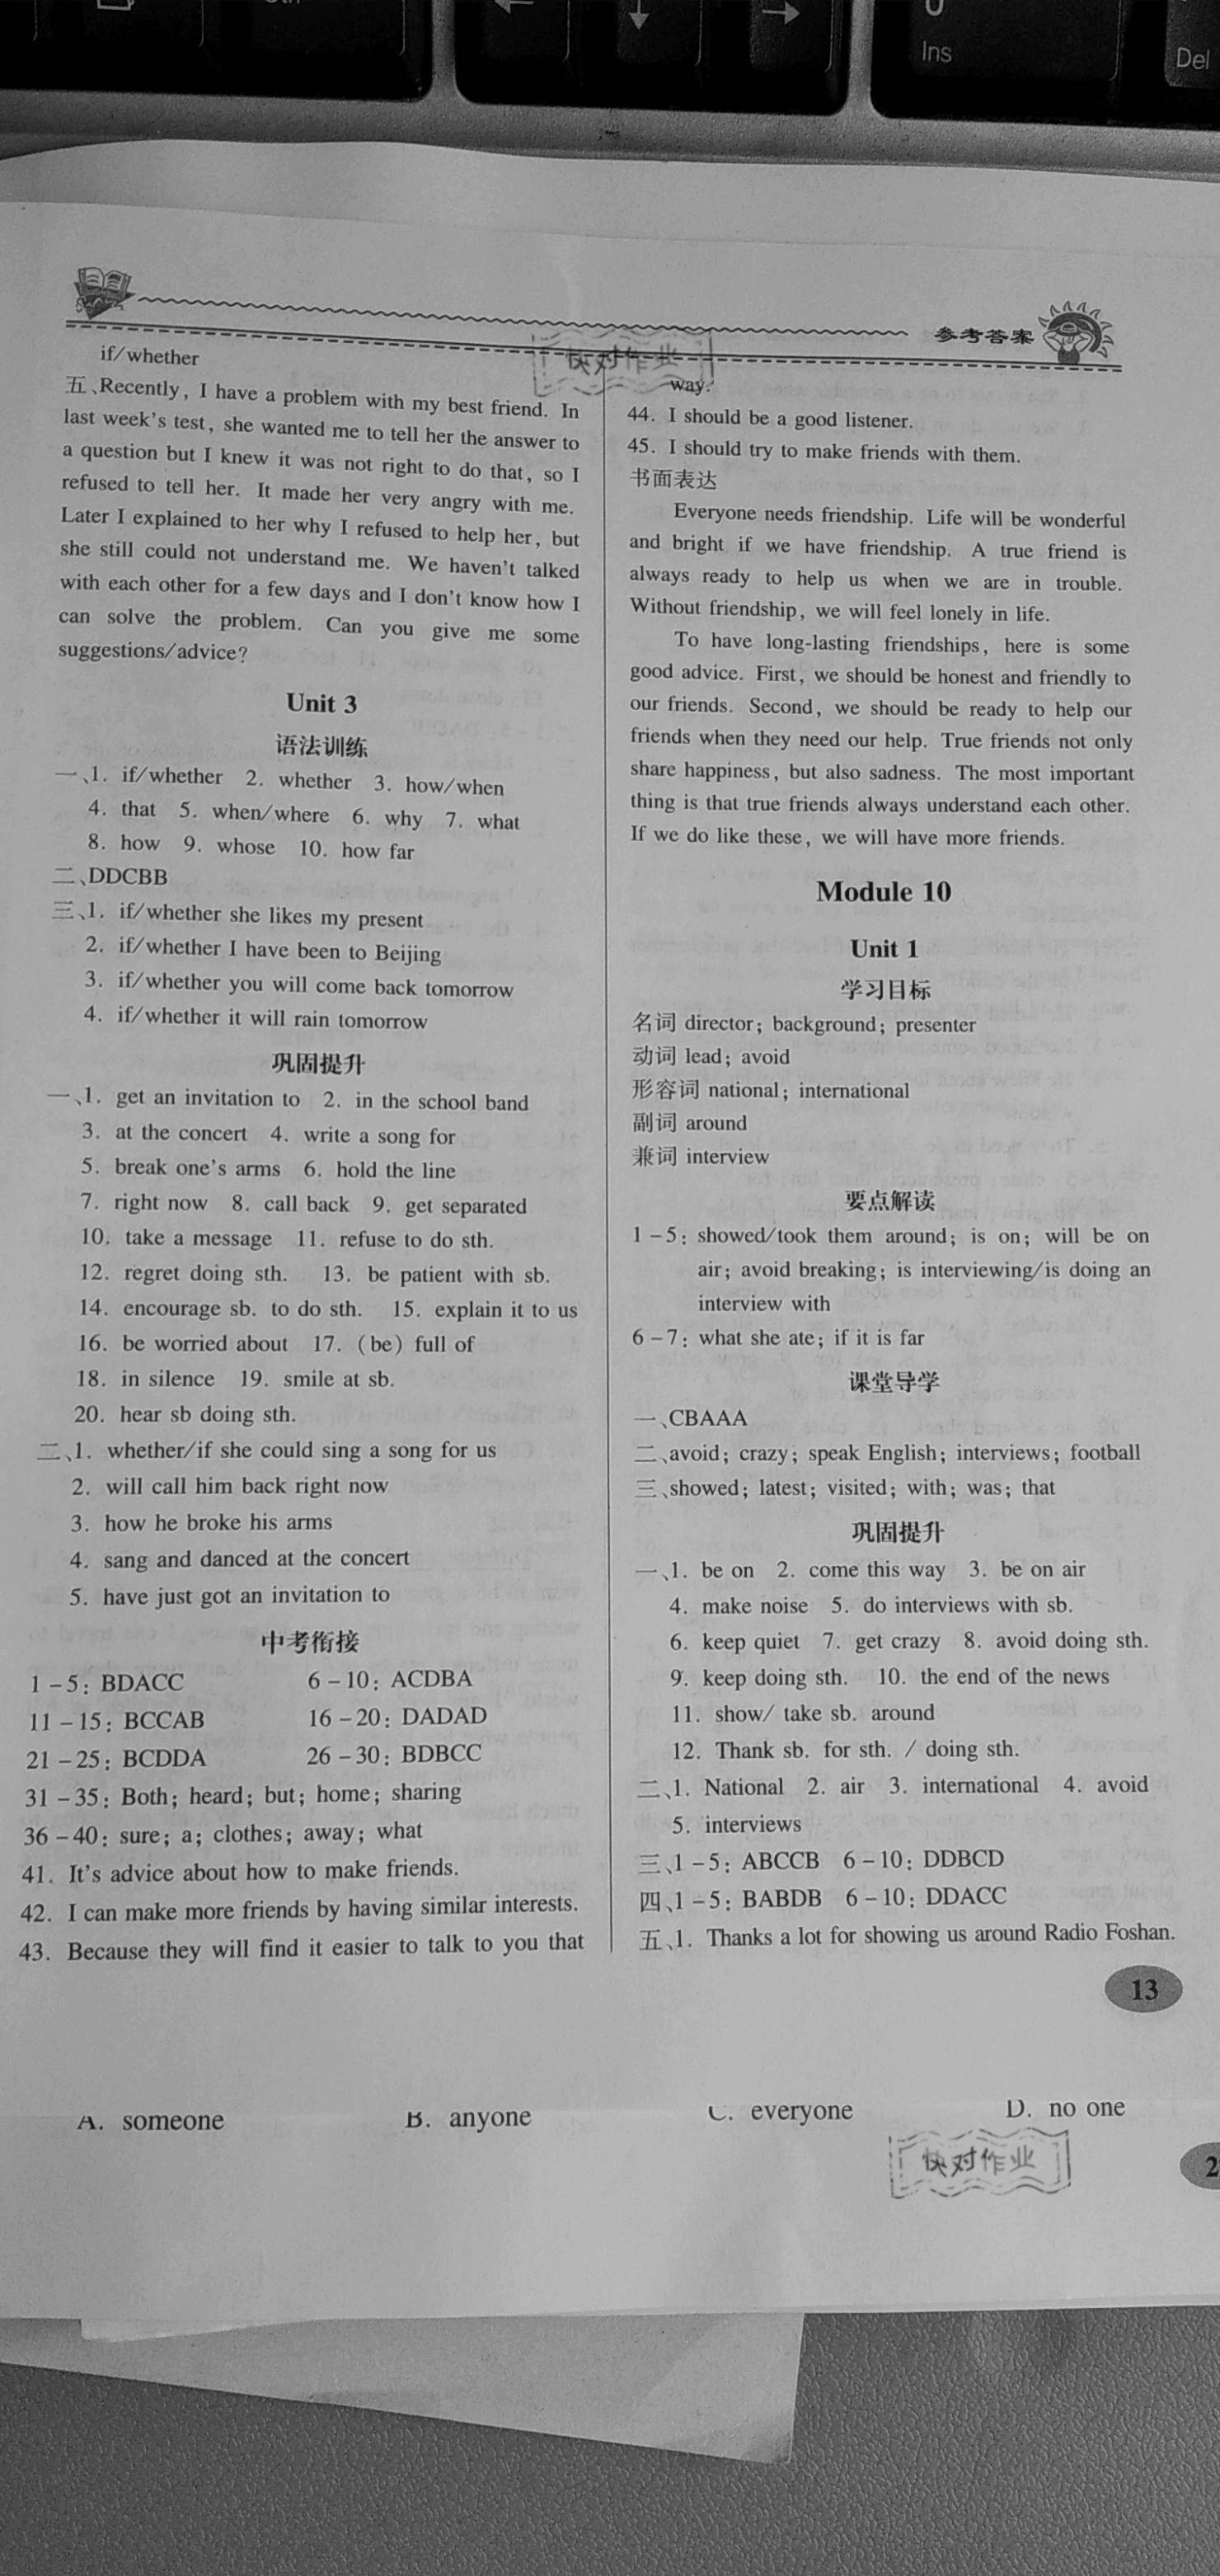 Ins
Del
参考答案
快对作业
if/whether
五、Recently, I have a problem with my best friend. In
last week's test, she wanted me to tell her the answer to
a question but I knew it was not right to do that, so I
refused to tell her. It made her very angry with me.
Later I explained to her why I refused to help her, but
she still could not understand me. We haven't talked
with each other for a few days and I don't know how I
can solve the problem. Can you give me some
suggestions/advice?
Unit 3
语法训练
一、1. if/whether 2. whether 3. how/when
4. that 5. when/where 6. why 7. what
8. how 9. whose 10. how far
二、DDCBB
三、1. if/whether she likes my present
2. if/whether I have been to Beijing
3. if/whether you will come back tomorrow
4. if/whether it will rain tomorrow
巩固提升
一、1. get an invitation to 2. in the school band
3. at the concert 4. write a song for
5. break one's arms 6. hold the line
7. right now 8. call back 9. get separated
10. take a message 11. refuse to do sth.
12. regret doing sth. 13. be patient with sb.
14. encourage sb. to do sth. 15. explain it to us
16. be worried about 17. (be) full of
18. in silence 19. smile at sb.
20. hear sb doing sth.
二、1. whether/if she could sing a song for us
2. will call him back right now
3. how he broke his arms
4. sang and danced at the concert
5. have just got an invitation to
中考衔接
1-5: BDACC 6-10: ACDBA
11-15: BCCAB 16-20: DADAD
21-25: BCDDA 26-30: BDBCC
31-35: Both; heard; but; home; sharing
36-40: sure; a; clothes; away; what
41. It's advice about how to make friends.
42. I can make more friends by having similar interests.
43. Because they will find it easier to talk to you that
way.
44. I should be a good listener.
45. I should try to make friends with them.
书面表达
Everyone needs friendship. Life will be wonderful
and bright if we have friendship. A true friend is
always ready to help us when we are in trouble.
Without friendship, we will feel lonely in life.
To have long-lasting friendships, here is some
good advice. First, we should be honest and friendly to
our friends. Second, we should be ready to help our
friends when they need our help. True friends not only
share happiness, but also sadness. The most important
thing is that true friends always understand each other.
If we do like these, we will have more friends.
Module 10
Unit 1
学习目标
名词 director; background; presenter
动词 lead; avoid
形容词 national; international
副词 around
兼词 interview
要点解读
1-5: showed/took them around; is on; will be on
air; avoid breaking; is interviewing/is doing an
interview with
6-7: what she ate; if it is far
课堂导学
一、CBAAA
二、avoid; crazy; speak English; interviews; football
三、showed; latest; visited; with; was; that
巩固提升
一、1. be on 2. come this way 3. be on air
4. make noise 5. do interviews with sb.
6. keep quiet 7. get crazy 8. avoid doing sth.
9. keep doing sth. 10. the end of the news
11. show/ take sb. around
12. Thank sb. for sth. / doing sth.
二、1. National 2. air 3. international 4. avoid
5. interviews
三、1-5: ABCCB 6-10: DDBCD
四、1-5: BABDB 6-10: DDACC
五、1. Thanks a lot for showing us around Radio Foshan.
13
A. someone B. anyone C. everyone D. no one
快对作业